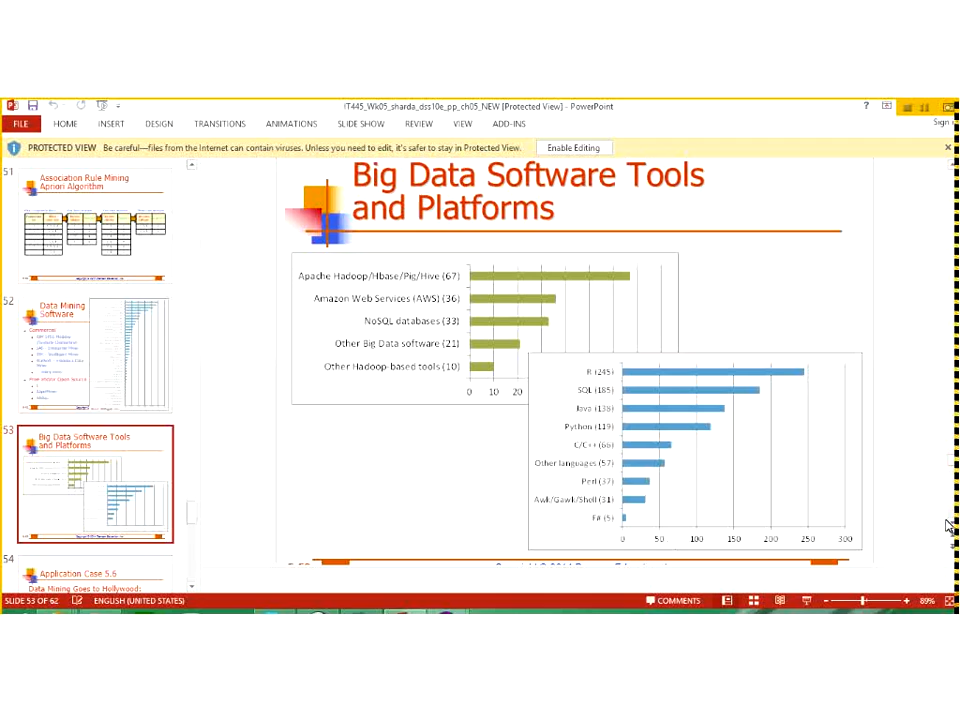 IT445_Wk05_sharda_dss10e_pp_ch05_NEW [Protected View] - PowerPoint
?
Sign
FILE HOME INSERT DESIGN TRANSITIONS ANIMATIONS SLIDE SHOW REVIEW VIEW ADD-INS
PROTECTED VIEW Be careful—files from the Internet can contain viruses. Unless you need to edit, it's safer to stay in Protected View. Enable Editing
51
Association Rule Mining
Apriori Algorithm
52
Data Mining
Software
53
Big Data Software Tools
and Platforms
54
Application Case 5.6
Data Mining Goes to Hollywood:
Big Data Software Tools
and Platforms
Apache Hadoop/Hbase/Pig/Hive (67)
Amazon Web Services (AWS) (36)
NoSQL databases (33)
Other Big Data software (21)
Other Hadoop-based tools (10)
0 10 20
R (245)
SQL (185)
Java (138)
Python (119)
C/C++ (66)
Other languages (57)
Perl (37)
Awk/Gawk/Shell (31)
F# (5)
0 50 100 150 200 250 300
SLIDE 53 OF 62 ENGLISH (UNITED STATES) COMMENTS 89%